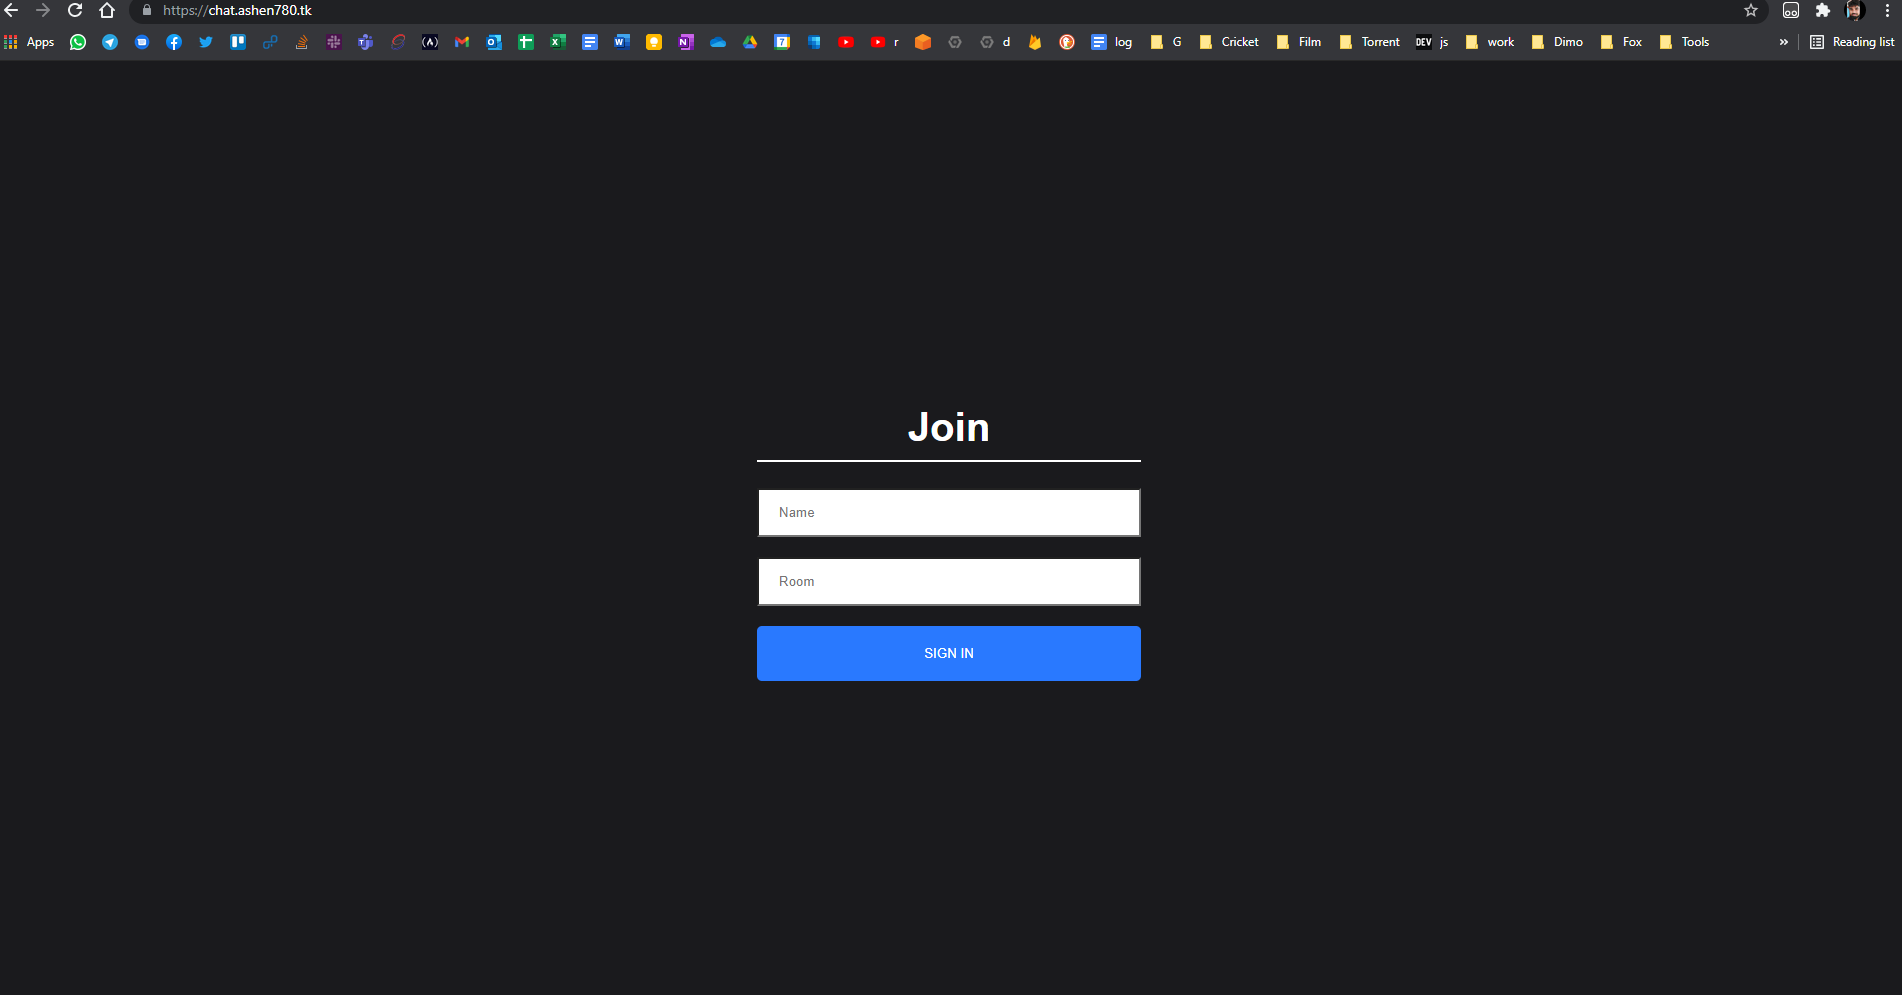 https://chat.ashen780.tk
Apps r d log G Cricket Film Torrent DEV js work Dimo Fox Tools » Reading list
Join
Name
Room
SIGN IN